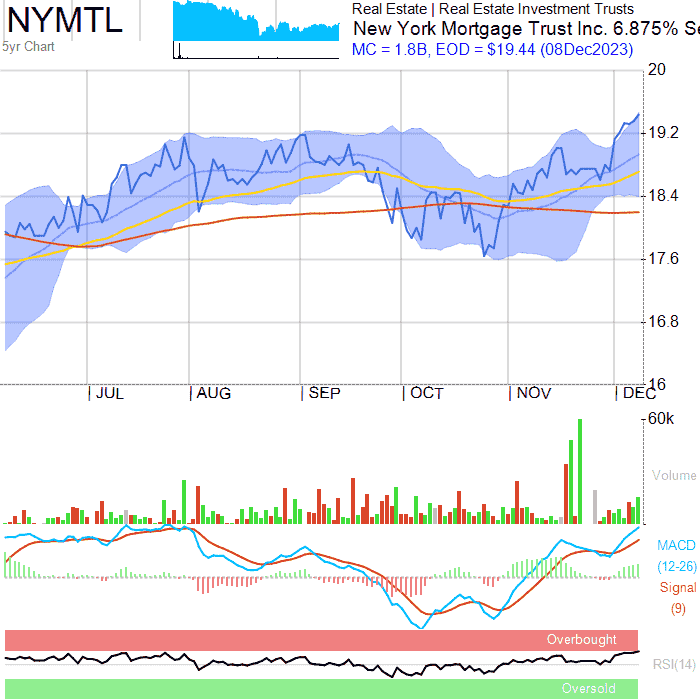 NYMTL
5yr Chart
Real Estate | Real Estate Investment Trusts
New York Mortgage Trust Inc. 6.875% Se
MC = 1.8B, EOD = $19.44 (08Dec2023)
20
19.2
18.4
17.6
16.8
16
JUL AUG SEP OCT NOV DEC
60k
Volume
MACD
(12-26)
Signal
(9)
Overbought
RSI(14)
Oversold